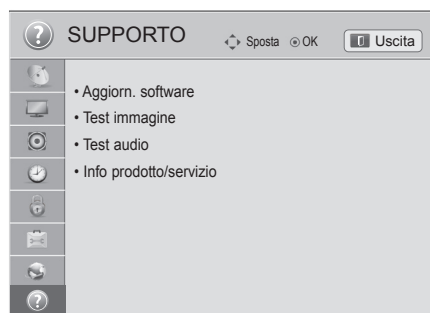 SUPPORTO Sposta OK Uscita
• Aggiorn. software
• Test immagine
• Test audio
• Info prodotto/servizio